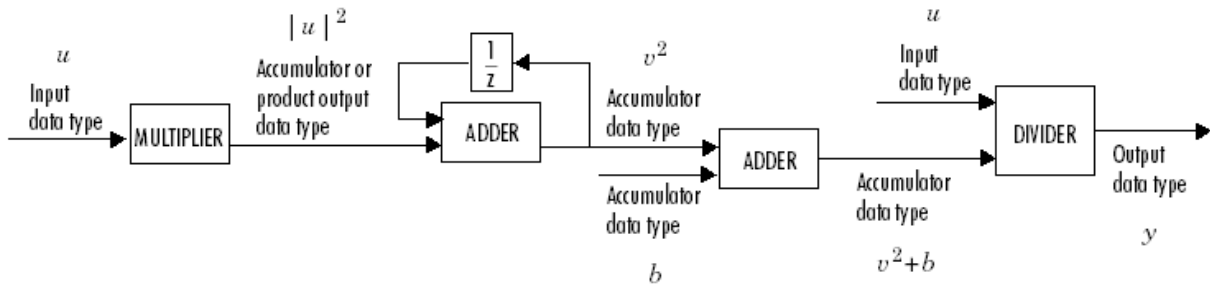 u
Input
data type
MULTIPLIER
| u | 2
Accumulator or
product output
data type
1
z
ADDER
v2
Accumulator
data type
Accumulator
data type
b
ADDER
Accumulator
data type
v2+b
u
Input
data type
DIVIDER
Output
data type
y